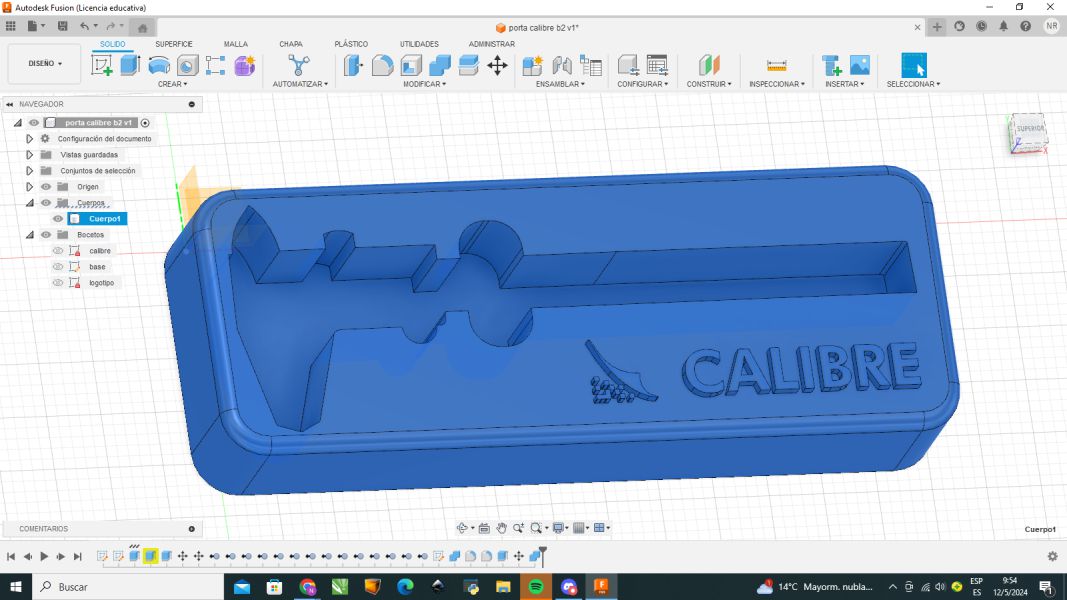 Autodesk Fusion (Licencia educativa)
porta calibre b2 v1*
NR
SÓLIDO SUPERFICIE MALLA CHAPA PLÁSTICO UTILIDADES ADMINISTRAR
DISEÑO
CREAR AUTOMATIZAR MODIFICAR ENSAMBLAR CONFIGURAR CONSTRUIR INSPECCIONAR INSERTAR SELECCIONAR
NAVEGADOR
porta calibre b2 v1
Configuración del documento
Vistas guardadas
Conjuntos de selección
Origen
Cuerpos
Cuerpo1
Bocetos
calibre
base
logotipo
SUPERIOR
Z
X
CALIBRE
COMENTARIOS
Cuerpo1
Buscar
14°C Mayorm. nubla...
ESP
ES
9:54
12/5/2024
1